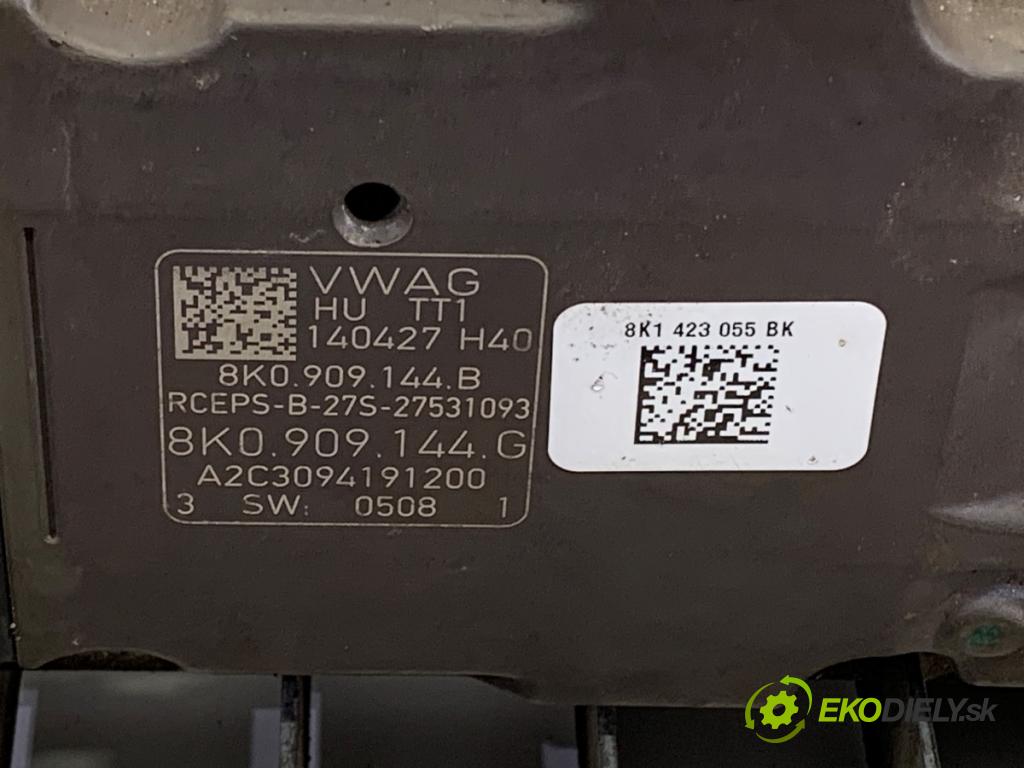 VWAG
HU TT1
140427 H40
8K0.909.144.B
RCEPS-B-27S-27531093
8K0.909.144.G
A2C3094191200
3 SW: 0508 1
8K1 423 055 BK
EKODIELY.sk